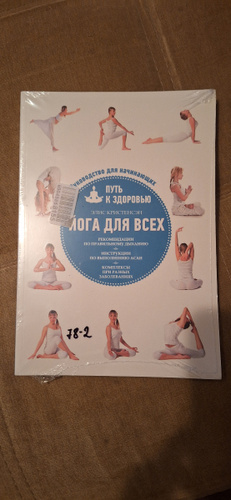 РУКОВОДСТВО ДЛЯ НАЧИНАЮЩИХ
ПУТЬ
К ЗДОРОВЬЮ
ЭЛИС КРИСТЕНСЕН
ЙОГА ДЛЯ ВСЕХ
РЕКОМЕНДАЦИИ
ПО ПРАВИЛЬНОМУ ДЫХАНИЮ
ИНСТРУКЦИИ
ПО ВЫПОЛНЕНИЮ АСАН
КОМПЛЕКСЫ
ПРИ РАЗНЫХ
ЗАБОЛЕВАНИЯХ
78-2